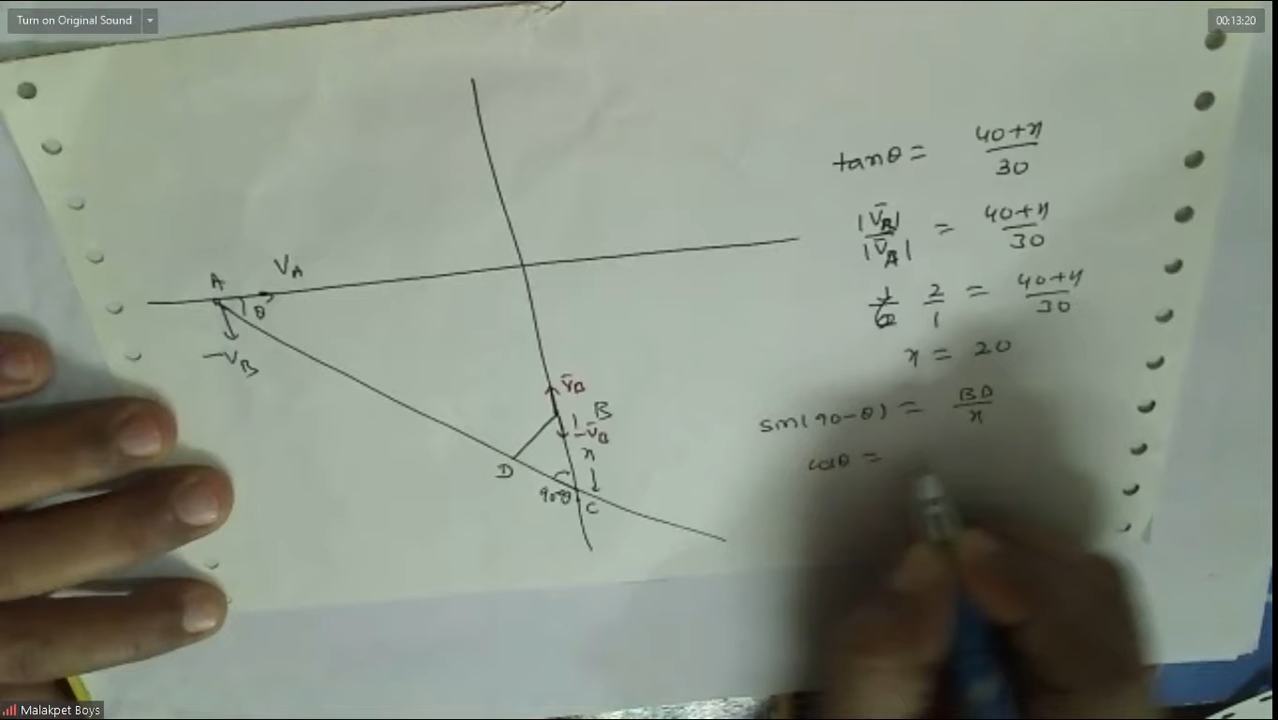 Turn on Original Sound
00:13:20
tanθ = 40+x/30
|V̄B|/|V̄A| = 40+x/30
2/1 = 40+x/30
x = 20
sin(90-θ) = BD/x
cosθ =
A
VA
θ
-VB
V̄B
B
-V̄B
x
D
90-θ
C
Malakpet Boys